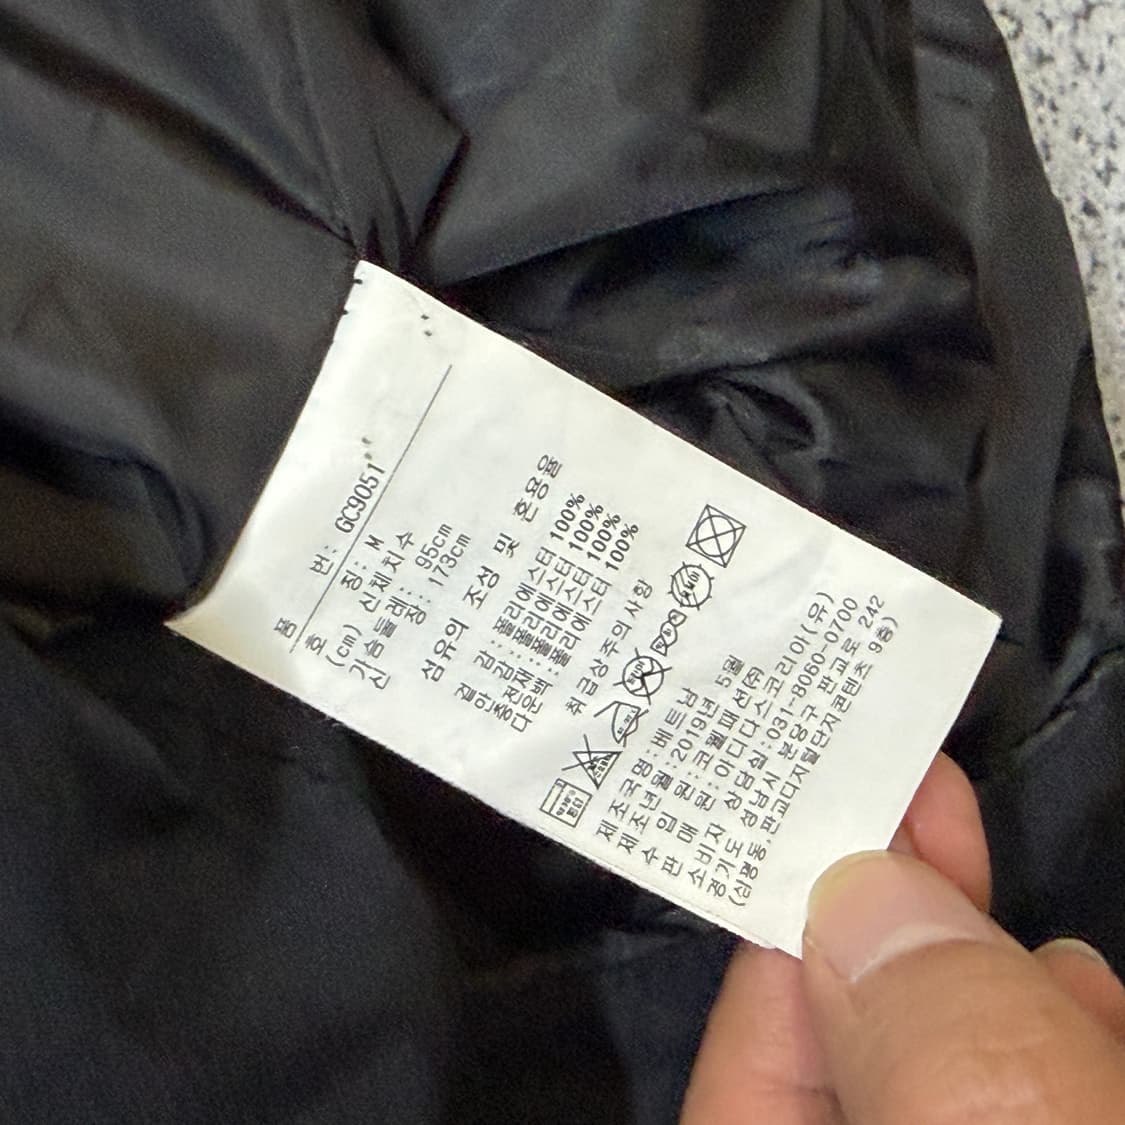 품 번: GC9051**
호 칭: M
(cm) 신체치수
가슴둘레: 95cm
신 장: 173cm
섬유의 조성 및 혼용율
겉감: 폴리에스터 100%
안감: 폴리에스터 100%
충전재: 폴리에스터 100%
다운백: 폴리에스터 100%
취급상 주의사항
제조국명: 베트남
제조년월: 2019년 5월
수 입 원: 코웰패션(주)
판 매 원: 아디다스코리아(유)
소비자 상담실: 031-8060-0700
경기도 성남시 분당구 판교로 242
(삼평동, 판교디지털단지콘텐츠 9층)